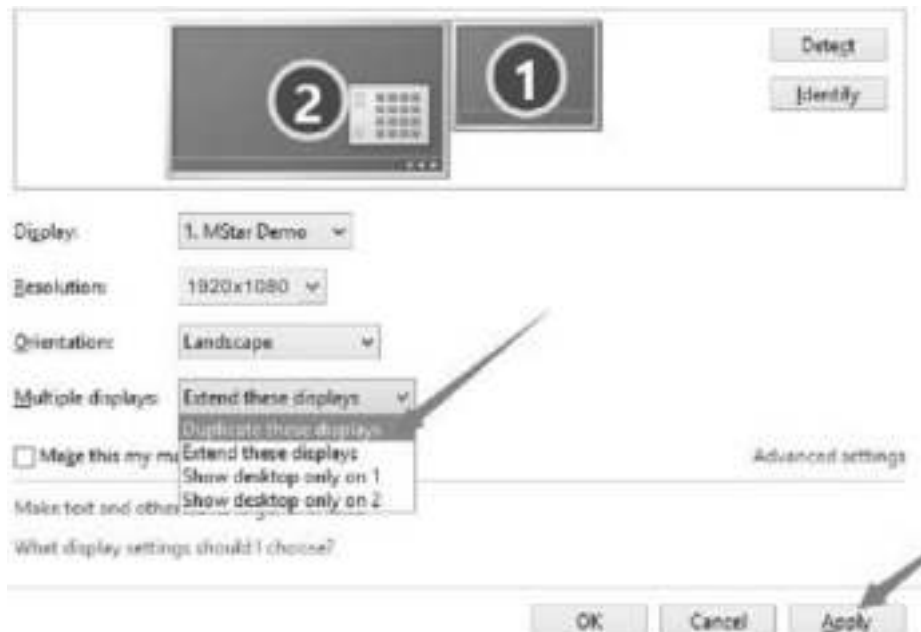 2
1
Detect
Identify
Display: 1. MStar Demo
Resolution: 1920x1080
Orientation: Landscape
Multiple displays: Extend these displays
Duplicate these displays
Extend these displays
Show desktop only on 1
Show desktop only on 2
Make this my m
Advanced settings
Make text and other
What display settings should I choose?
OK Cancel Apply